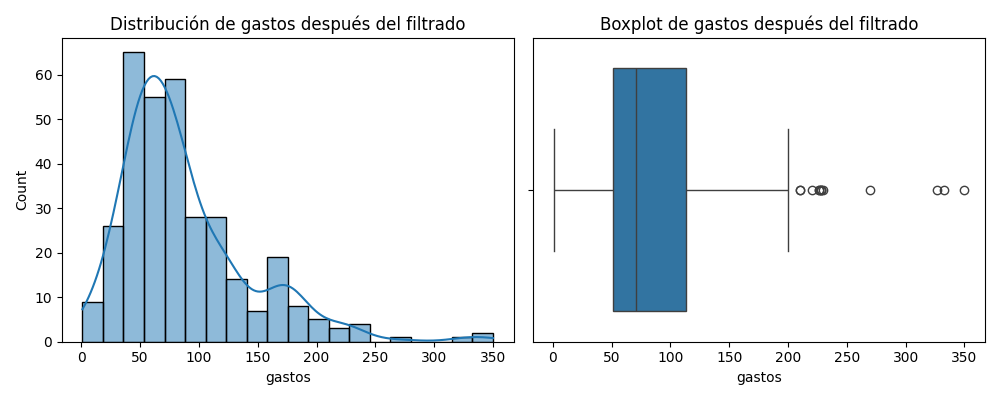 Distribución de gastos después del filtrado
Count
60
50
40
30
20
10
0
0 50 100 150 200 250 300 350
gastos
Boxplot de gastos después del filtrado
0 50 100 150 200 250 300 350
gastos